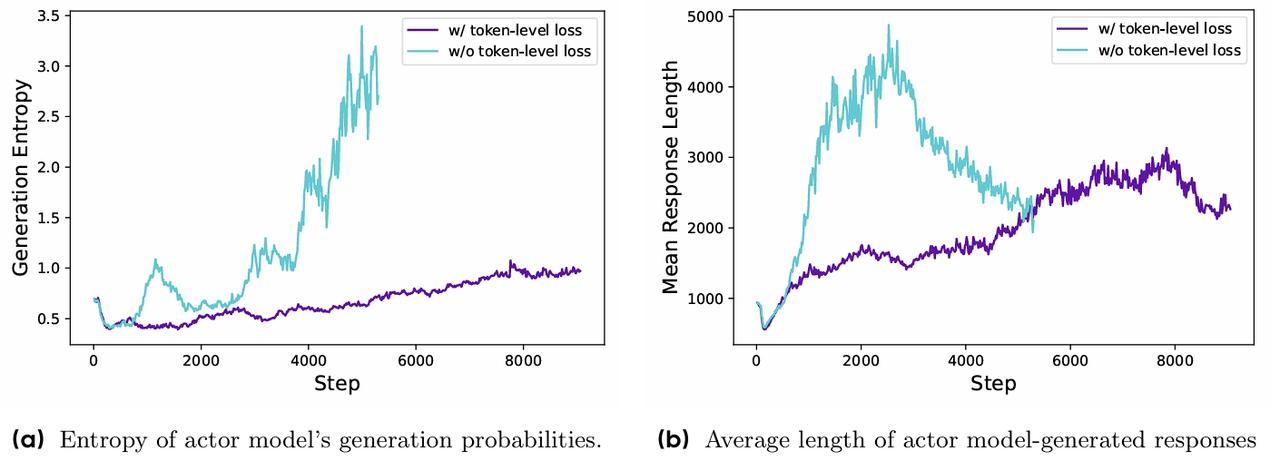 3.5
3.0
2.5
2.0
1.5
1.0
0.5
Generation Entropy
w/ token-level loss
w/o token-level loss
0 2000 4000 6000 8000
Step
(a) Entropy of actor model's generation probabilities.
5000
4000
3000
2000
1000
Mean Response Length
w/ token-level loss
w/o token-level loss
0 2000 4000 6000 8000
Step
(b) Average length of actor model-generated responses